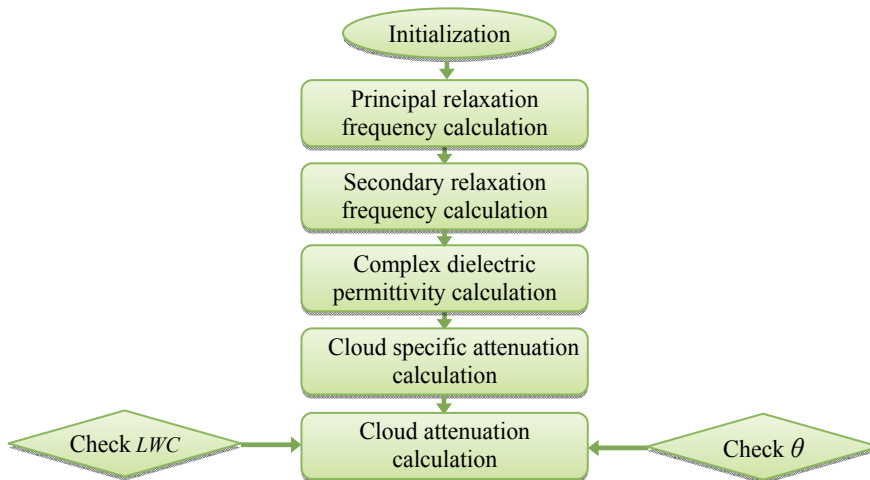 Initialization
Principal relaxation
frequency calculation
Secondary relaxation
frequency calculation
Complex dielectric
permittivity calculation
Cloud specific attenuation
calculation
Check LWC
Cloud attenuation
calculation
Check θ